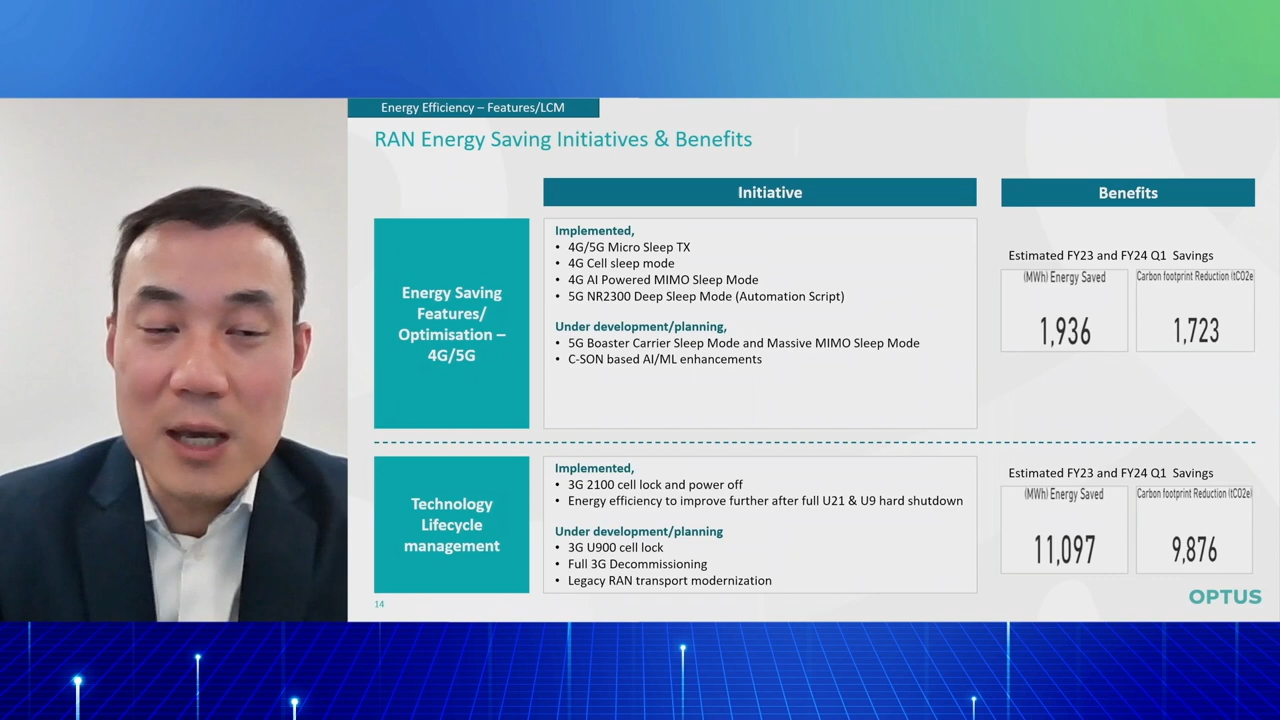 Energy Efficiency – Features/LCM
RAN Energy Saving Initiatives & Benefits
Initiative
Benefits
Energy Saving
Features/
Optimisation –
4G/5G
Implemented,
• 4G/5G Micro Sleep TX
• 4G Cell sleep mode
• 4G AI Powered MIMO Sleep Mode
• 5G NR2300 Deep Sleep Mode (Automation Script)
Under development/planning,
• 5G Boaster Carrier Sleep Mode and Massive MIMO Sleep Mode
• C-SON based AI/ML enhancements
Estimated FY23 and FY24 Q1 Savings
(MWh) Energy Saved
Carbon footprint Reduction (tCO2e)
1,936
1,723
Technology
Lifecycle
management
Implemented,
• 3G 2100 cell lock and power off
• Energy efficiency to improve further after full U21 & U9 hard shutdown
Under development/planning
• 3G U900 cell lock
• Full 3G Decommissioning
• Legacy RAN transport modernization
Estimated FY23 and FY24 Q1 Savings
(MWh) Energy Saved
Carbon footprint Reduction (tCO2e)
11,097
9,876
14
OPTUS